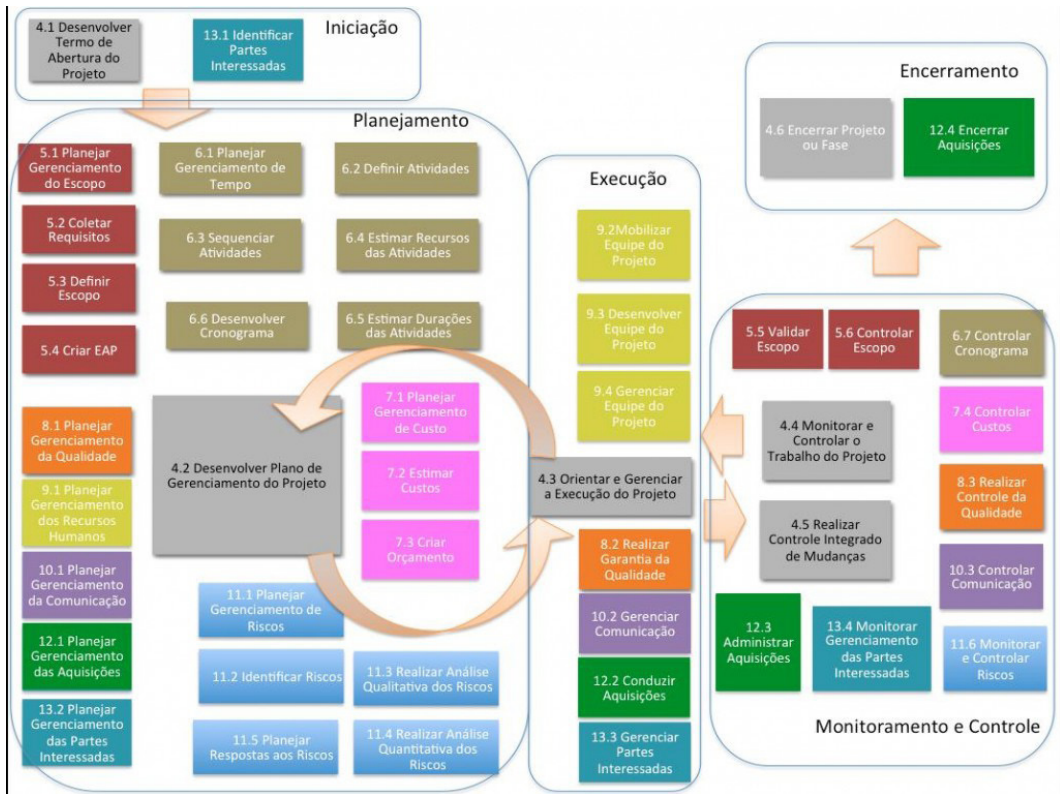 Iniciação
4.1 Desenvolver
Termo de
Abertura do
Projeto
13.1 Identificar
Partes
Interessadas
Planejamento
5.1 Planejar
Gerenciamento
do Escopo
6.1 Planejar
Gerenciamento de
Tempo
6.2 Definir Atividades
5.2 Coletar
Requisitos
6.3 Sequenciar
Atividades
6.4 Estimar Recursos
das Atividades
5.3 Definir
Escopo
5.4 Criar EAP
6.6 Desenvolver
Cronograma
6.5 Estimar Durações
das Atividades
8.1 Planejar
Gerenciamento
da Qualidade
4.2 Desenvolver Plano de
Gerenciamento do Projeto
7.1 Planejar
Gerenciamento
de Custo
7.2 Estimar
Custos
7.3 Criar
Orçamento
9.1 Planejar
Gerenciamento
dos Recursos
Humanos
10.1 Planejar
Gerenciamento
da Comunicação
12.1 Planejar
Gerenciamento
das Aquisições
13.2 Planejar
Gerenciamento
das Partes
Interessadas
11.1 Planejar
Gerenciamento de
Riscos
11.2 Identificar Riscos
11.3 Realizar Análise
Qualitativa dos Riscos
11.5 Planejar
Respostas aos Riscos
11.4 Realizar Análise
Quantitativa dos
Riscos
Execução
9.2Mobilizar
Equipe do
Projeto
9.3 Desenvolver
Equipe do
Projeto
9.4 Gerenciar
Equipe do
Projeto
4.3 Orientar e Gerenciar
a Execução do Projeto
8.2 Realizar
Garantia da
Qualidade
10.2 Gerenciar
Comunicação
12.2 Conduzir
Aquisições
13.3 Gerenciar
Partes
Interessadas
Encerramento
4.6 Encerrar Projeto
ou Fase
12.4 Encerrar
Aquisições
5.5 Validar
Escopo
5.6 Controlar
Escopo
6.7 Controlar
Cronograma
4.4 Monitorar e
Controlar o
Trabalho do Projeto
7.4 Controlar
Custos
4.5 Realizar
Controle Integrado
de Mudanças
8.3 Realizar
Controle da
Qualidade
10.3 Controlar
Comunicação
12.3
Administrar
Aquisições
13.4 Monitorar
Gerenciamento
das Partes
Interessadas
11.6 Monitorar
e Controlar
Riscos
Monitoramento e Controle